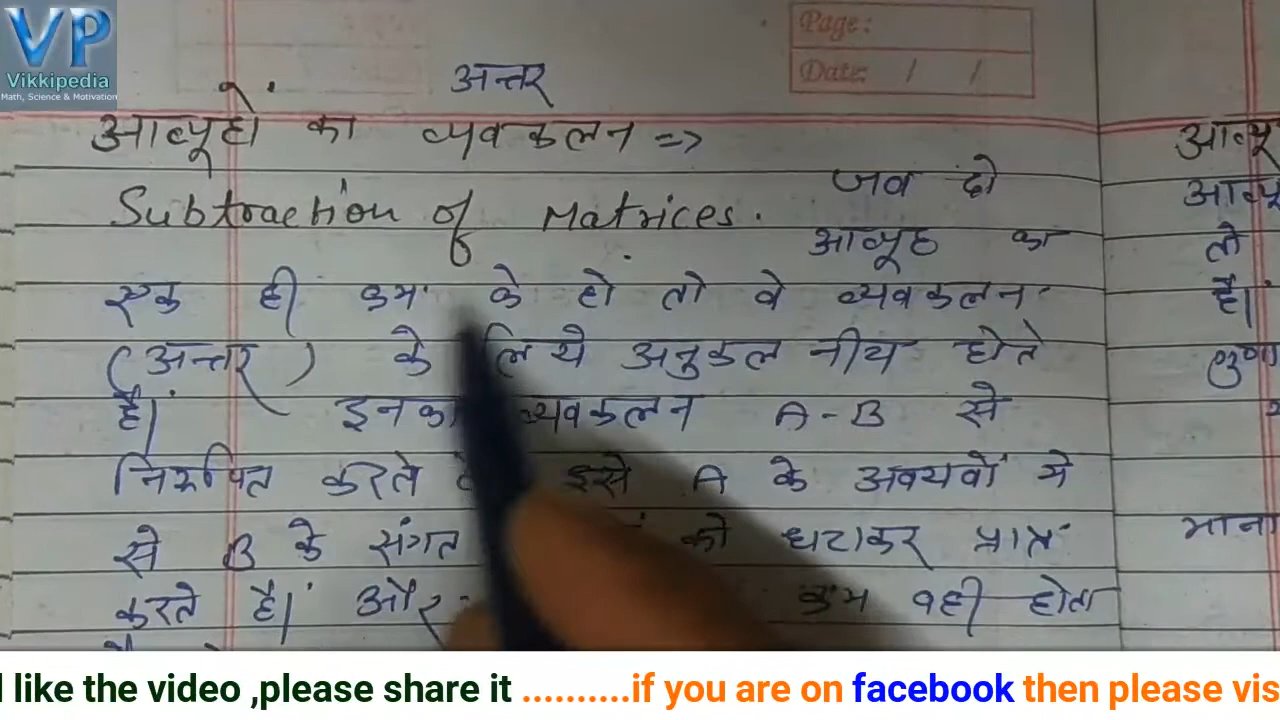 VP
Vikkipedia
Math, Science & Motivation
Page:
Date: / /
अन्तर
आव्यूहों का व्यवकलन =>
Subtraction of Matrices.
जब दो
आव्यूह का
एक ही क्रम के हो तो वे व्यवकलन
(अन्तर) के लिये अनुकल नीय होते
है। इनका व्यवकलन A-B से
निरूपित करते इसे A के अवयवों मे
से B के संगत को घटाकर प्राप्त
करते है। और क्रम वही होता
आव्यू
आव्यू
तो
है।
गुणा
माना
like the video ,please share it ..........if you are on facebook then please vis